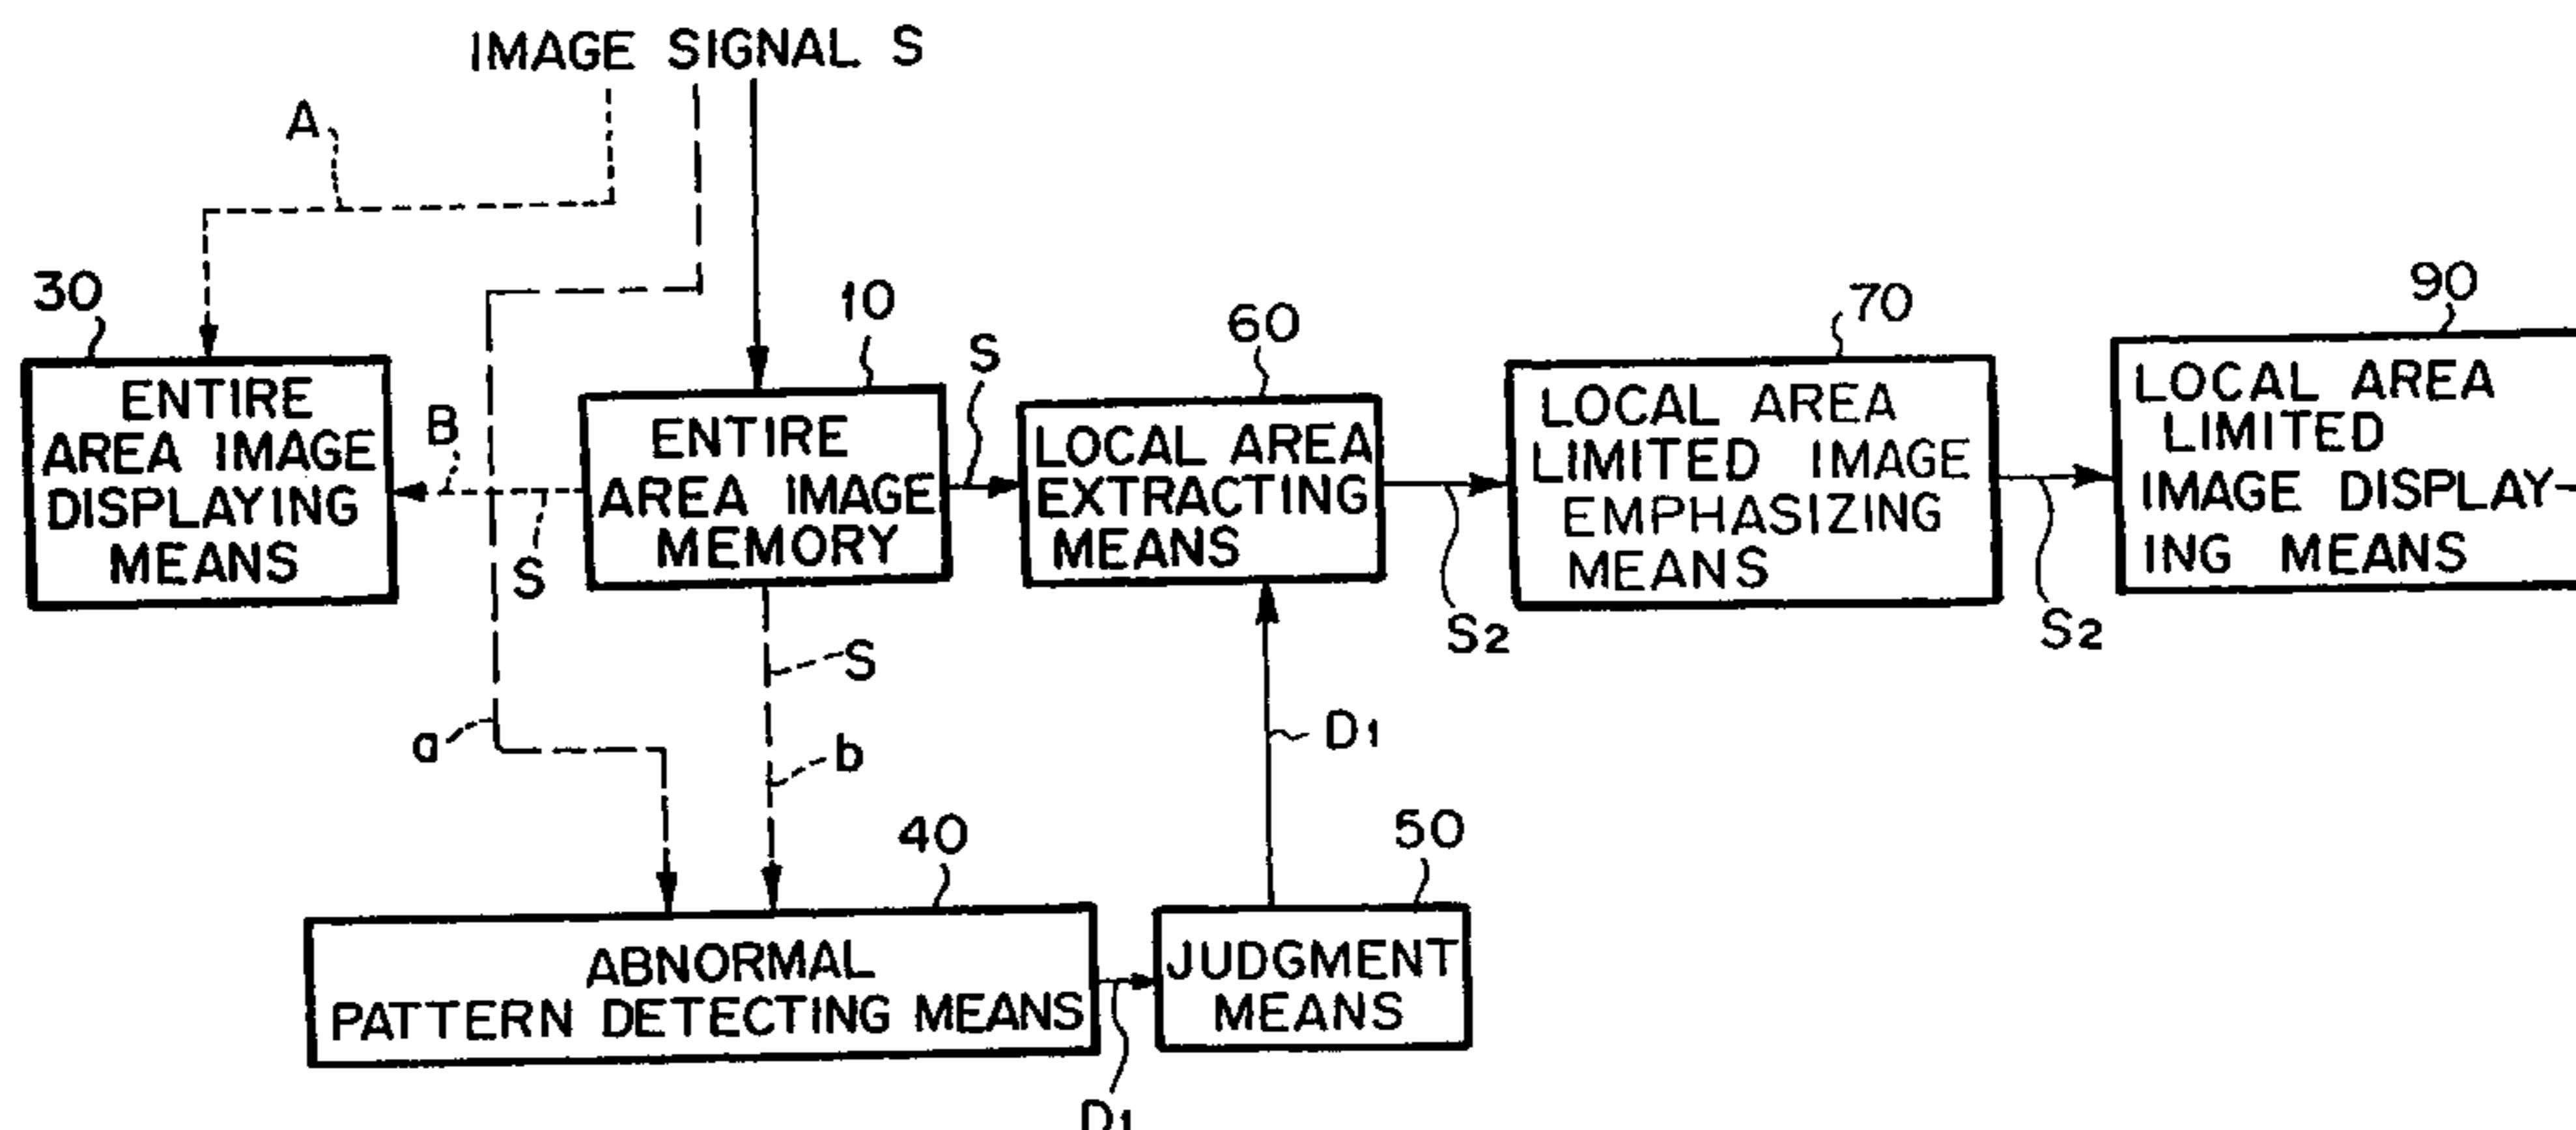 IMAGE SIGNAL S
A
30
ENTIRE
AREA IMAGE
DISPLAYING
MEANS
B
S
10
ENTIRE
AREA IMAGE
MEMORY
S
60
LOCAL AREA
EXTRACTING
MEANS
S2
70
LOCAL AREA
LIMITED IMAGE
EMPHASIZING
MEANS
S2
90
LOCAL AREA
LIMITED
IMAGE DISPLAY-
ING MEANS
a
S
b
D1
40
ABNORMAL
PATTERN DETECTING MEANS
D1
50
JUDGMENT
MEANS